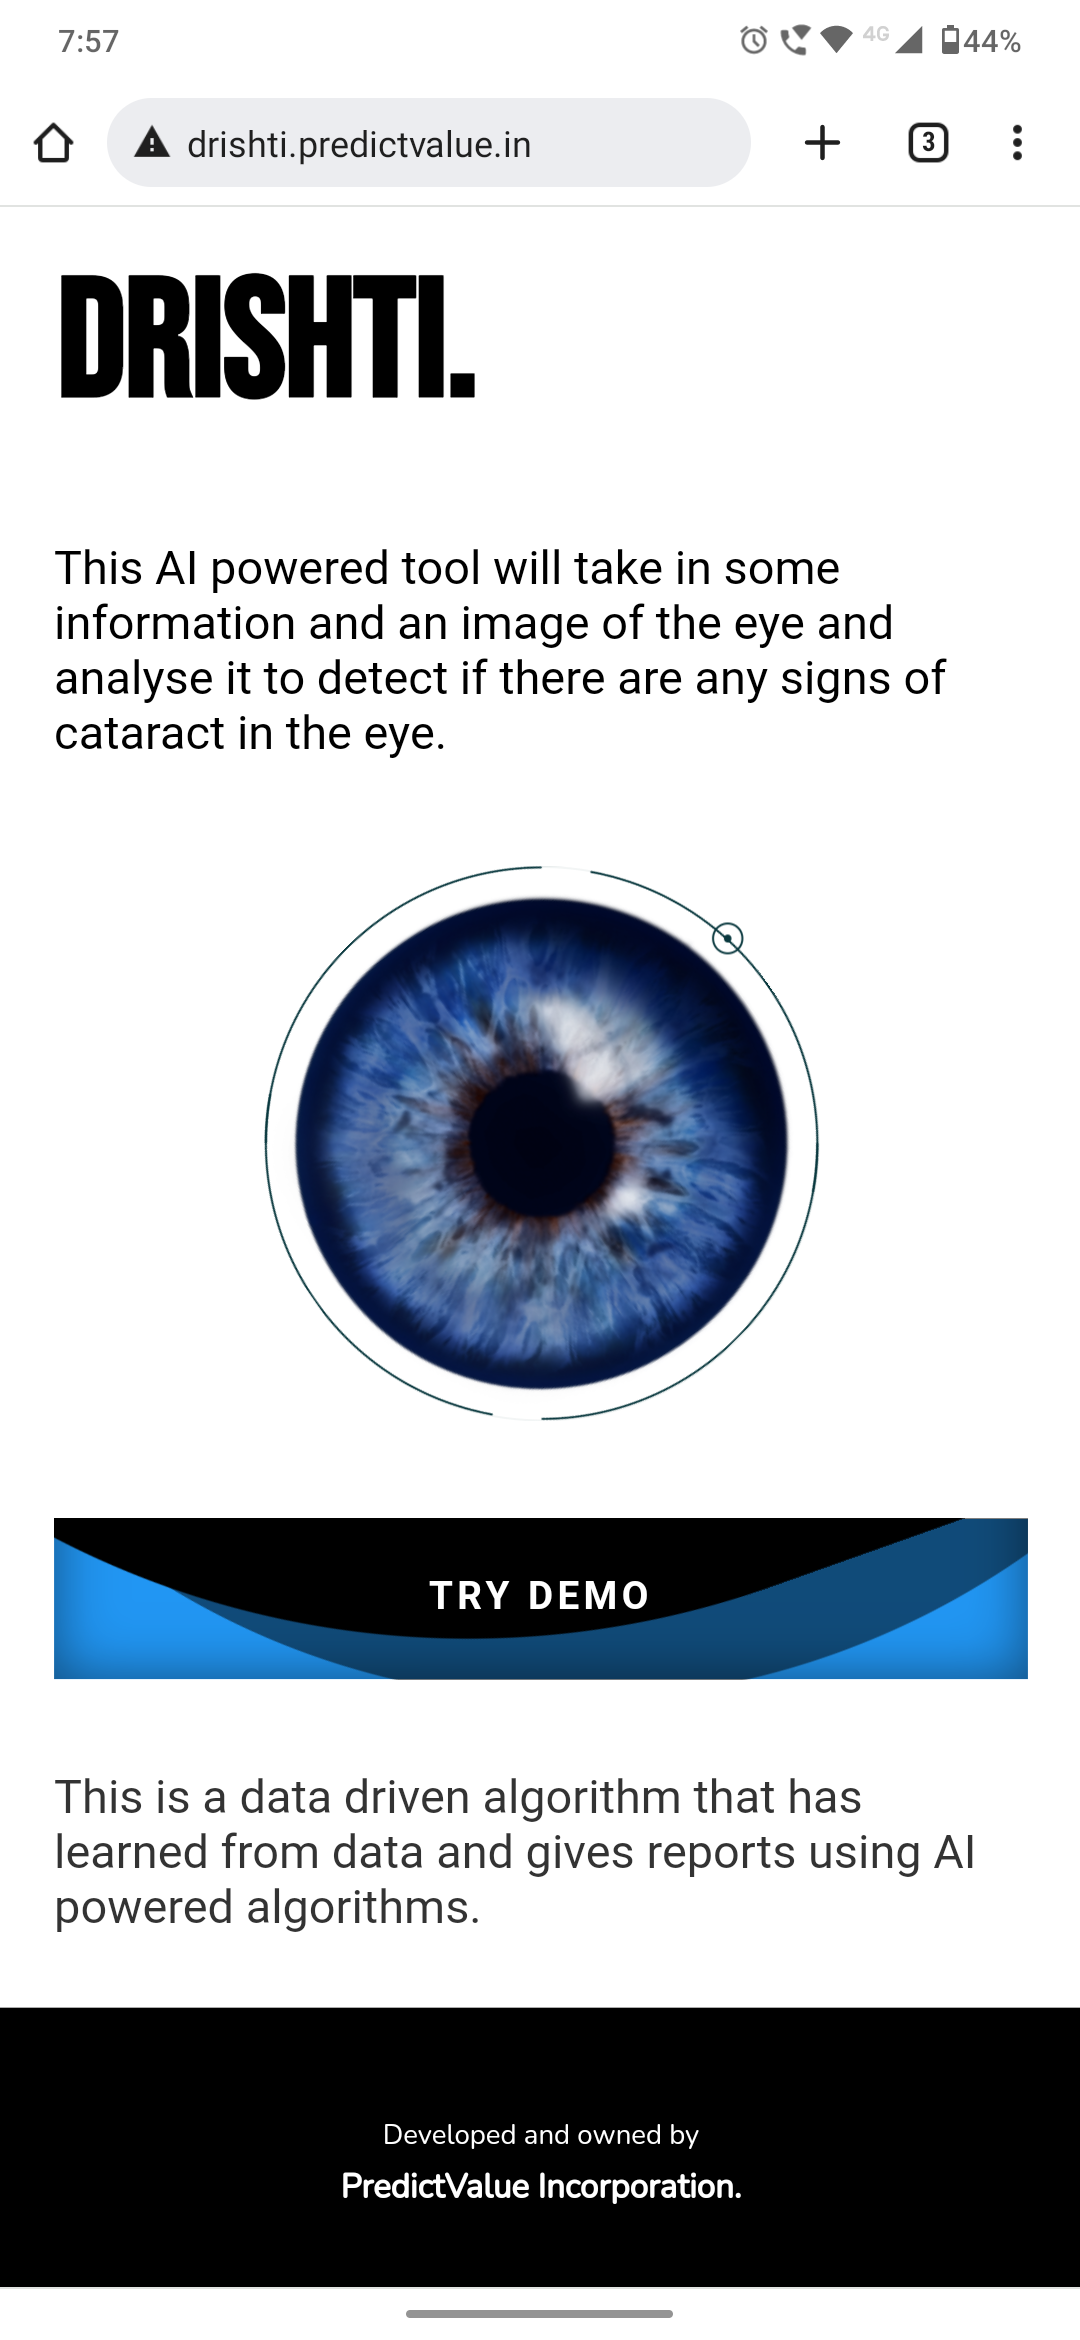 7:57
4G
44%
drishti.predictvalue.in
3
DRISHTI.
This AI powered tool will take in some
information and an image of the eye and
analyse it to detect if there are any signs of
cataract in the eye.
TRY DEMO
This is a data driven algorithm that has
learned from data and gives reports using AI
powered algorithms.
Developed and owned by
PredictValue Incorporation.